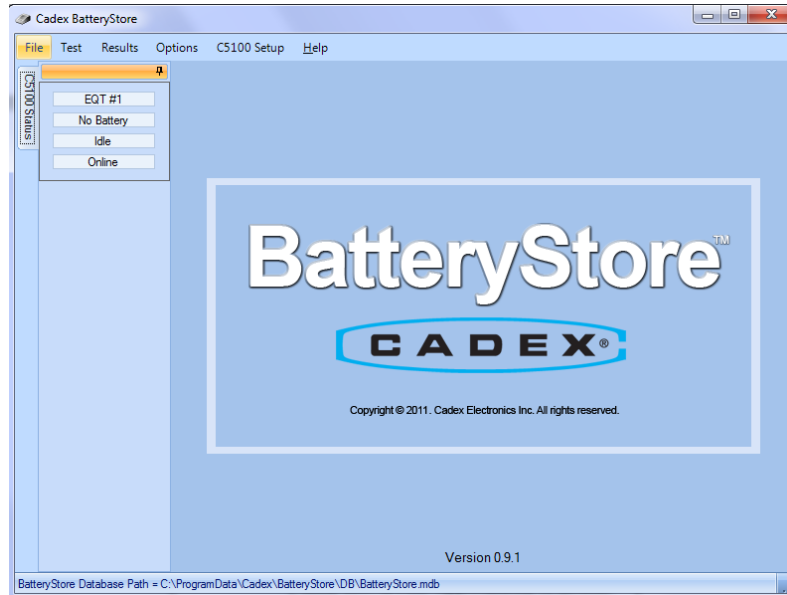 Cadex BatteryStore
File Test Results Options C5100 Setup Help
C5100 Status
EQT #1
No Battery
Idle
Online
BatteryStore™
CADEX®
Copyright © 2011. Cadex Electronics Inc. All rights reserved.
Version 0.9.1
BatteryStore Database Path = C:\ProgramData\Cadex\BatteryStore\DB\BatteryStore.mdb